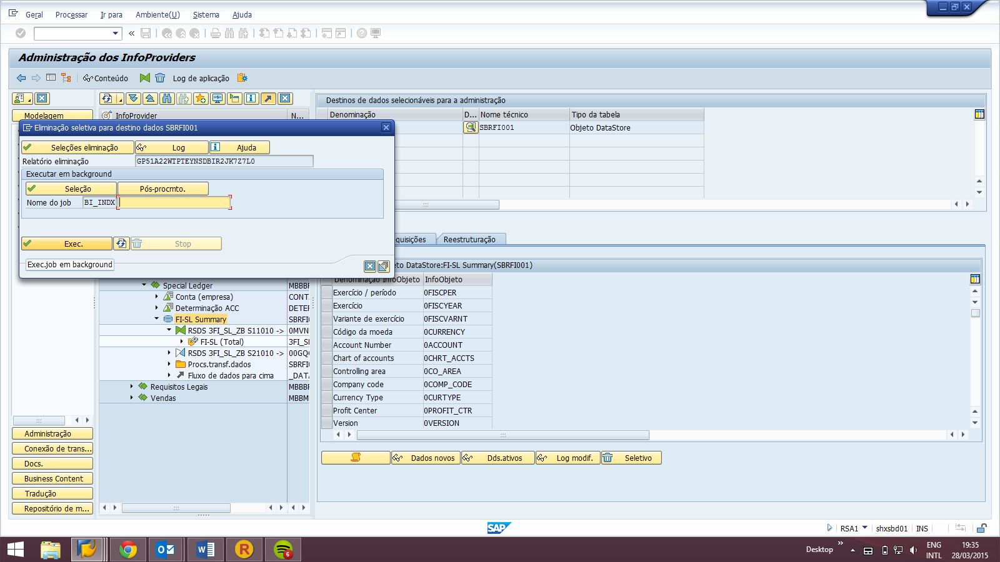 Geral Processar Ir para Ambiente(U) Sistema Ajuda
Administração dos InfoProviders
Conteúdo Log de aplicação
Modelagem
InfoProvider N...
Destinos de dados selecionáveis para a administração
Denominação D... Nome técnico Tipo da tabela
SBRFI001 Objeto DataStore
Eliminação seletiva para destino dados SBRFI001
Seleções eliminação Log Ajuda
Relatório eliminação GP51A22WTPTEYNSDBIR2JK7Z7L0
Executar em background
Seleção Pós-procmto.
Nome do job BI_INDX
Exec. Stop
Exec.job em background
quisições Reestruturação
eto DataStore:FI-SL Summary(SBRFI001)
Denominação InfoObjeto InfoObjeto
Exercício / período 0FISCPER
Exercício 0FISCYEAR
Variante de exercício 0FISCVARNT
Código da moeda 0CURRENCY
Account Number 0ACCOUNT
Chart of accounts 0CHRT_ACCTS
Controlling area 0CO_AREA
Company code 0COMP_CODE
Currency Type 0CURTYPE
Profit Center 0PROFIT_CTR
Version 0VERSION
Special Ledger MBBBF
Conta (empresa) CONT
Determinação ACC DETEF
FI-SL Summary SBRFI
RSDS 3FI_SL_ZB S11010 -> 0MVN
FI-SL (Total) 3FI_S
RSDS 3FI_SL_ZB S21010 -> 00GQ
Procs.transf.dados SBRFI
Fluxo de dados para cima _DAT
Requisitos Legais MBBBF
Vendas MBBM
Administração
Conexão de trans...
Docs.
Business Content
Tradução
Repositório de m...
Dados novos Dds.ativos Log modif. Seletivo
SAP
RSA1 shxsbd01 INS
Desktop ENG 19:35
INTL 28/03/2015
6